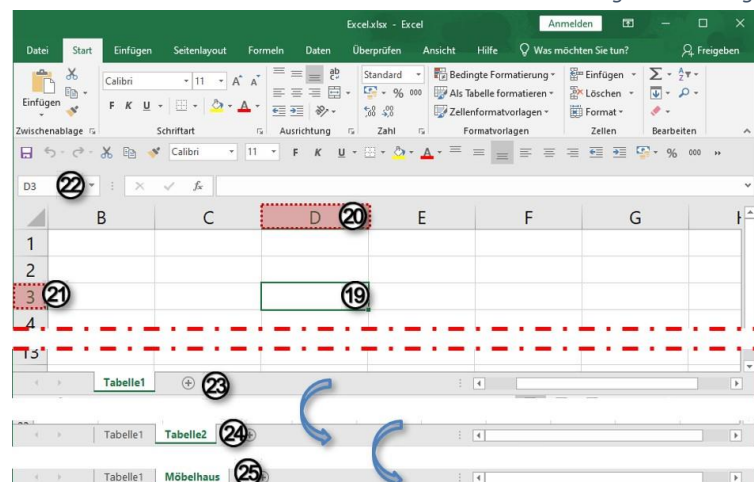 Excel.xlsx - Excel Anmelden
Datei Start Einfügen Seitenlayout Formeln Daten Überprüfen Ansicht Hilfe Was möchten Sie tun? Freigeben
Calibri 11 A A ab Standard Bedingte Formatierung Einfügen Σ
Einfügen % 000 Als Tabelle formatieren Löschen
F K U A Zellenformatvorlagen Format
Zwischenablage Schriftart Ausrichtung Zahl Formatvorlagen Zellen Bearbeiten
Calibri 11 F K U A % 000
D3 22 fx
B C D 20 E F G
1
2
3 21 19
4
13
Tabelle1 23
Tabelle1 Tabelle2 24
Tabelle1 Möbelhaus 25